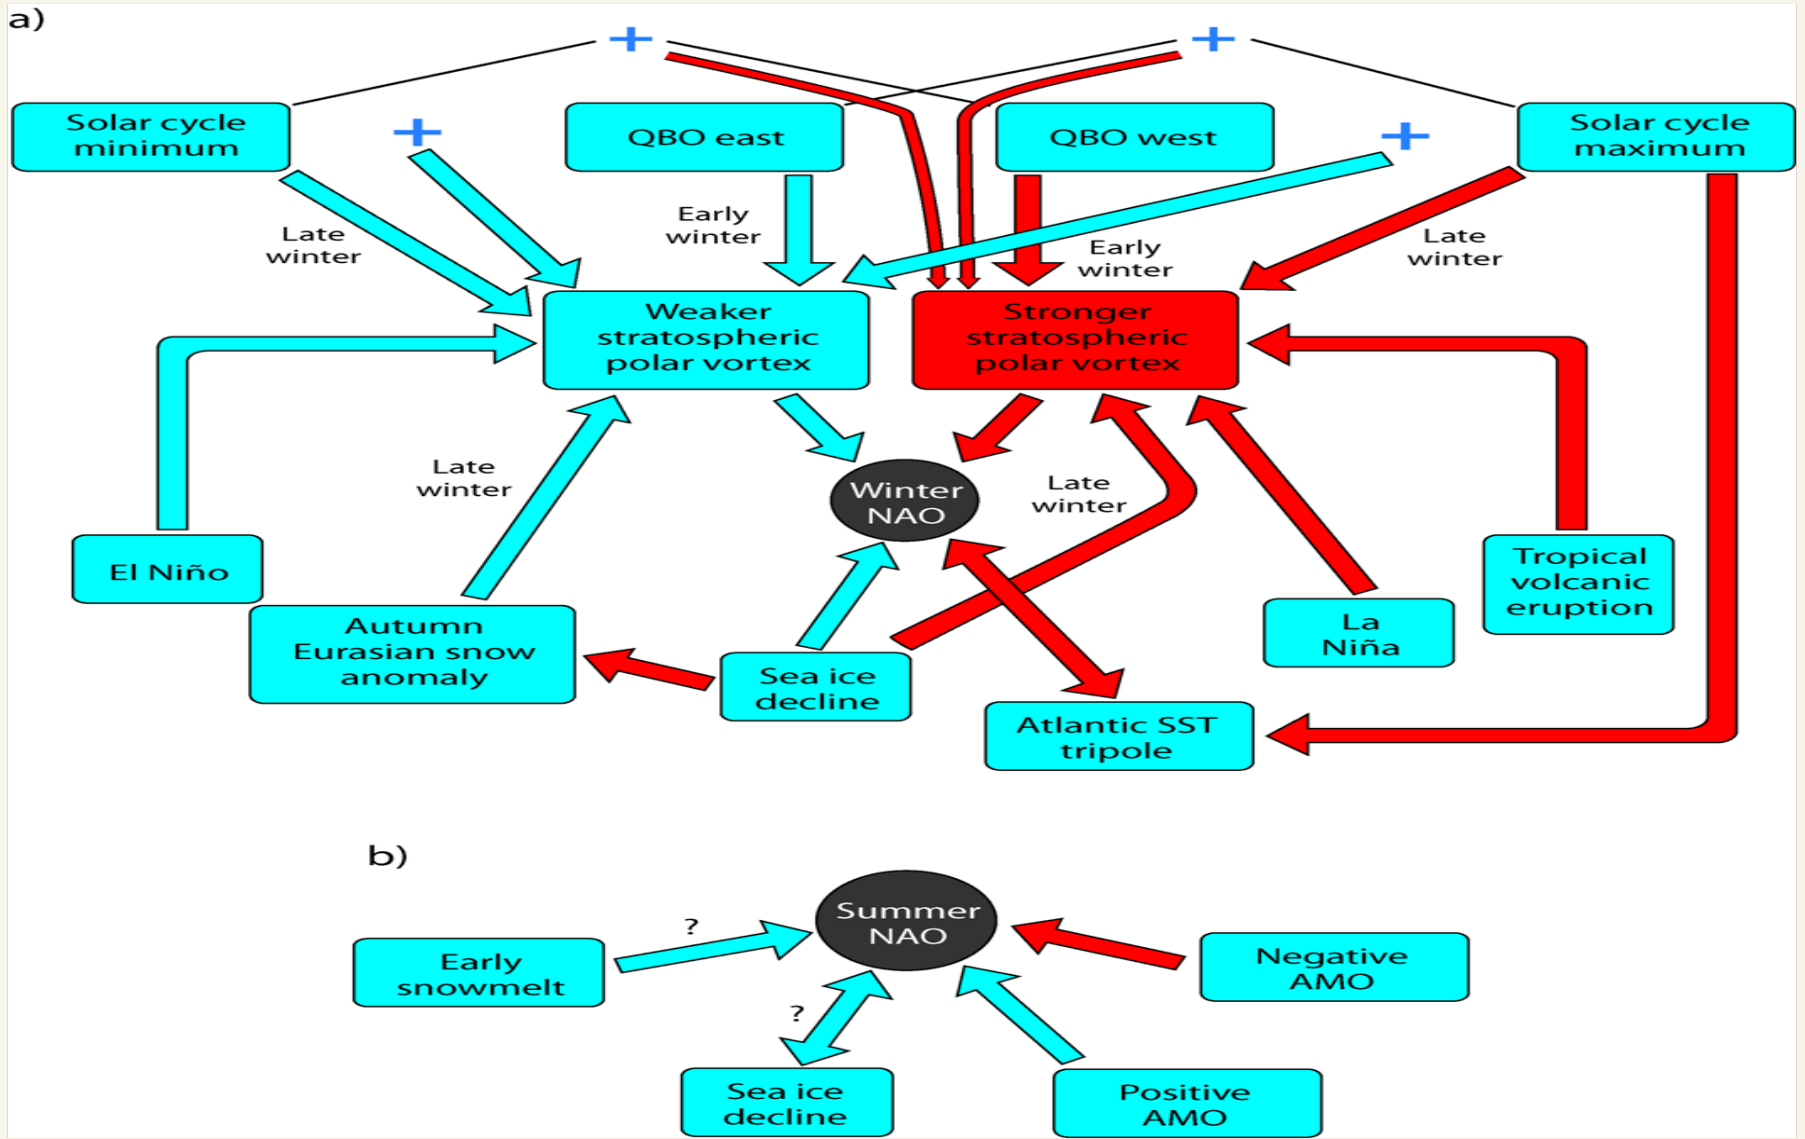 a)
+
+
Solar cycle
minimum
+
QBO east
QBO west
+
Solar cycle
maximum
Late
winter
Early
winter
Early
winter
Late
winter
Weaker
stratospheric
polar vortex
Stronger
stratospheric
polar vortex
Late
winter
Winter
NAO
Late
winter
El Niño
Autumn
Eurasian snow
anomaly
Sea ice
decline
Atlantic SST
tripole
La
Niña
Tropical
volcanic
eruption
b)
Summer
NAO
?
Early
snowmelt
?
Sea ice
decline
Positive
AMO
Negative
AMO